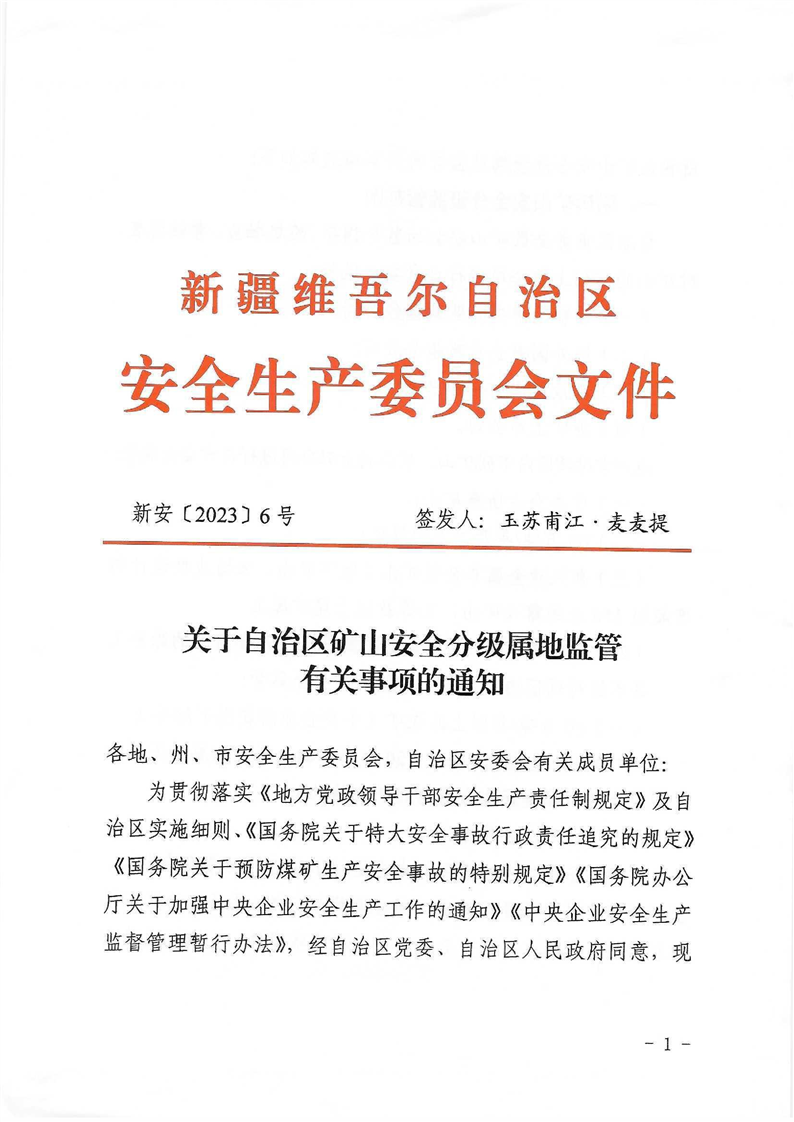 新疆维吾尔自治区
安全生产委员会文件
新安〔2023〕6号 签发人：玉苏甫江·麦麦提
关于自治区矿山安全分级属地监管
有关事项的通知
各地、州、市安全生产委员会，自治区安委会有关成员单位：
为贯彻落实《地方党政领导干部安全生产责任制规定》及自
治区实施细则、《国务院关于特大安全事故行政责任追究的规定》
《国务院关于预防煤矿生产安全事故的特别规定》《国务院办公
厅关于加强中央企业安全生产工作的通知》《中央企业安全生产
监督管理暂行办法》，经自治区党委、自治区人民政府同意，现
- 1 -